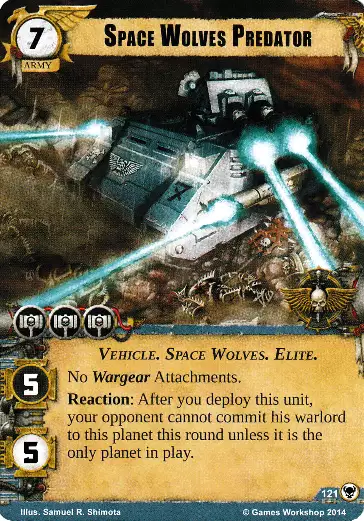 7
ARMY
SPACE WOLVES PREDATOR
VEHICLE. SPACE WOLVES. ELITE.
5
No Wargear Attachments.
Reaction: After you deploy this unit,
your opponent cannot commit his warlord
to this planet this round unless it is the
only planet in play.
5
121
Illus. Samuel R. Shimota
© Games Workshop 2014